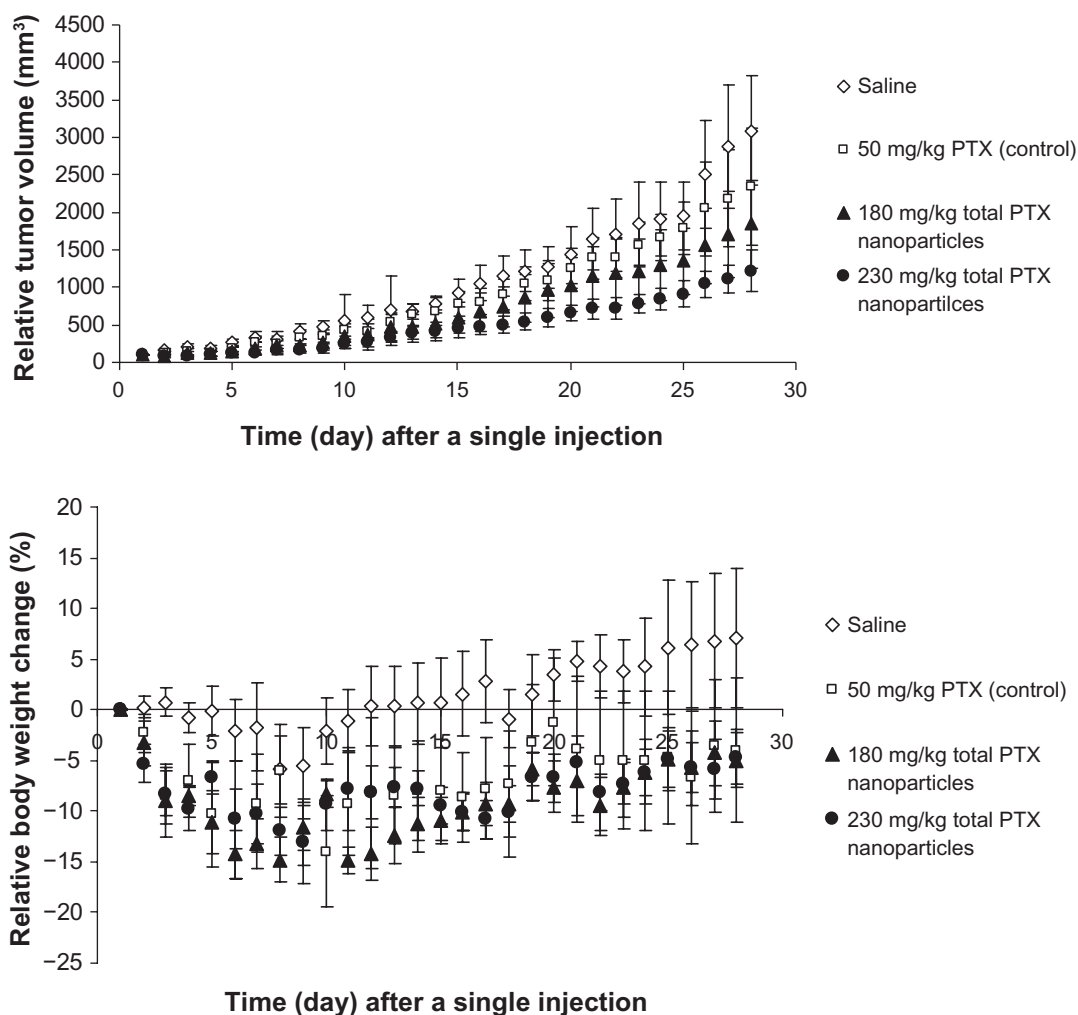 4500
4000
3500
3000
2500
2000
1500
1000
500
0
Relative tumor volume (mm³)
0 5 10 15 20 25 30
Time (day) after a single injection
Saline
50 mg/kg PTX (control)
180 mg/kg total PTX
nanoparticles
230 mg/kg total PTX
nanopartilces
20
15
10
5
0
−5
−10
−15
−20
−25
Relative body weight change (%)
0 5 10 15 20 25 30
Time (day) after a single injection
Saline
50 mg/kg PTX (control)
180 mg/kg total PTX
nanoparticles
230 mg/kg total PTX
nanoparticles